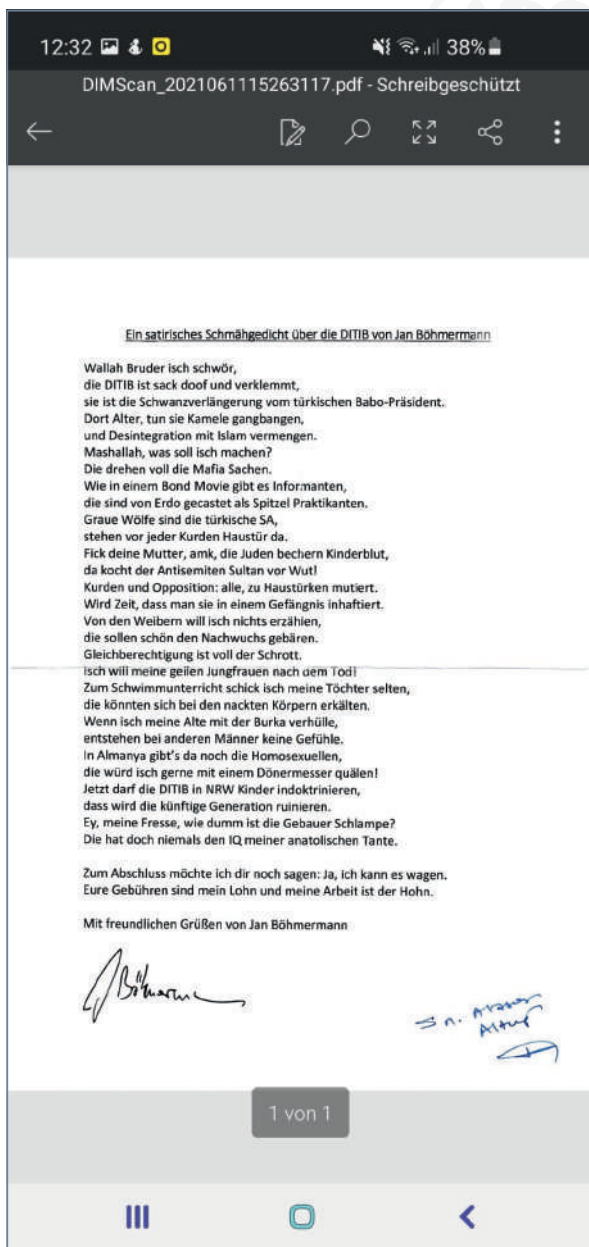 12:32 38%
DIMScan_2021061115263117.pdf - Schreibgeschützt
Ein satirisches Schmähgedicht über die DITIB von Jan Böhmermann
Wallah Bruder isch schwör,
die DITIB ist sack doof und verklemmt,
sie ist die Schwanzverlängerung vom türkischen Babo-Präsident.
Dort Alter, tun sie Kamele gangbangen,
und Desintegration mit Islam vermengen.
Mashallah, was soll isch machen?
Die drehen voll die Mafia Sachen.
Wie in einem Bond Movie gibt es Informanten,
die sind von Erdo gecastet als Spitzel Praktikanten.
Graue Wölfe sind die türkische SA,
stehen vor jeder Kurden Haustür da.
Fick deine Mutter, amk, die Juden bechern Kinderblut,
da kocht der Antisemiten Sultan vor Wut!
Kurden und Opposition: alle, zu Haustürken mutiert.
Wird Zeit, dass man sie in einem Gefängnis inhaftiert.
Von den Weibern will isch nichts erzählen,
die sollen schön den Nachwuchs gebären.
Gleichberechtigung ist voll der Schrott.
Isch will meine geilen Jungfrauen nach dem Tod!
Zum Schwimmunterricht schick isch meine Töchter selten,
die könnten sich bei den nackten Körpern erkälten.
Wenn isch meine Alte mit der Burka verhülle,
entstehen bei anderen Männer keine Gefühle.
In Almanya gibt's da noch die Homosexuellen,
die würd isch gerne mit einem Dönermesser quälen!
Jetzt darf die DITIB in NRW Kinder indoktrinieren,
dass wird die künftige Generation ruinieren.
Ey, meine Fresse, wie dumm ist die Gebauer Schlampe?
Die hat doch niemals den IQ meiner anatolischen Tante.
Zum Abschluss möchte ich dir noch sagen: Ja, ich kann es wagen.
Eure Gebühren sind mein Lohn und meine Arbeit ist der Hohn.
Mit freundlichen Grüßen von Jan Böhmermann
Sn.
1 von 1